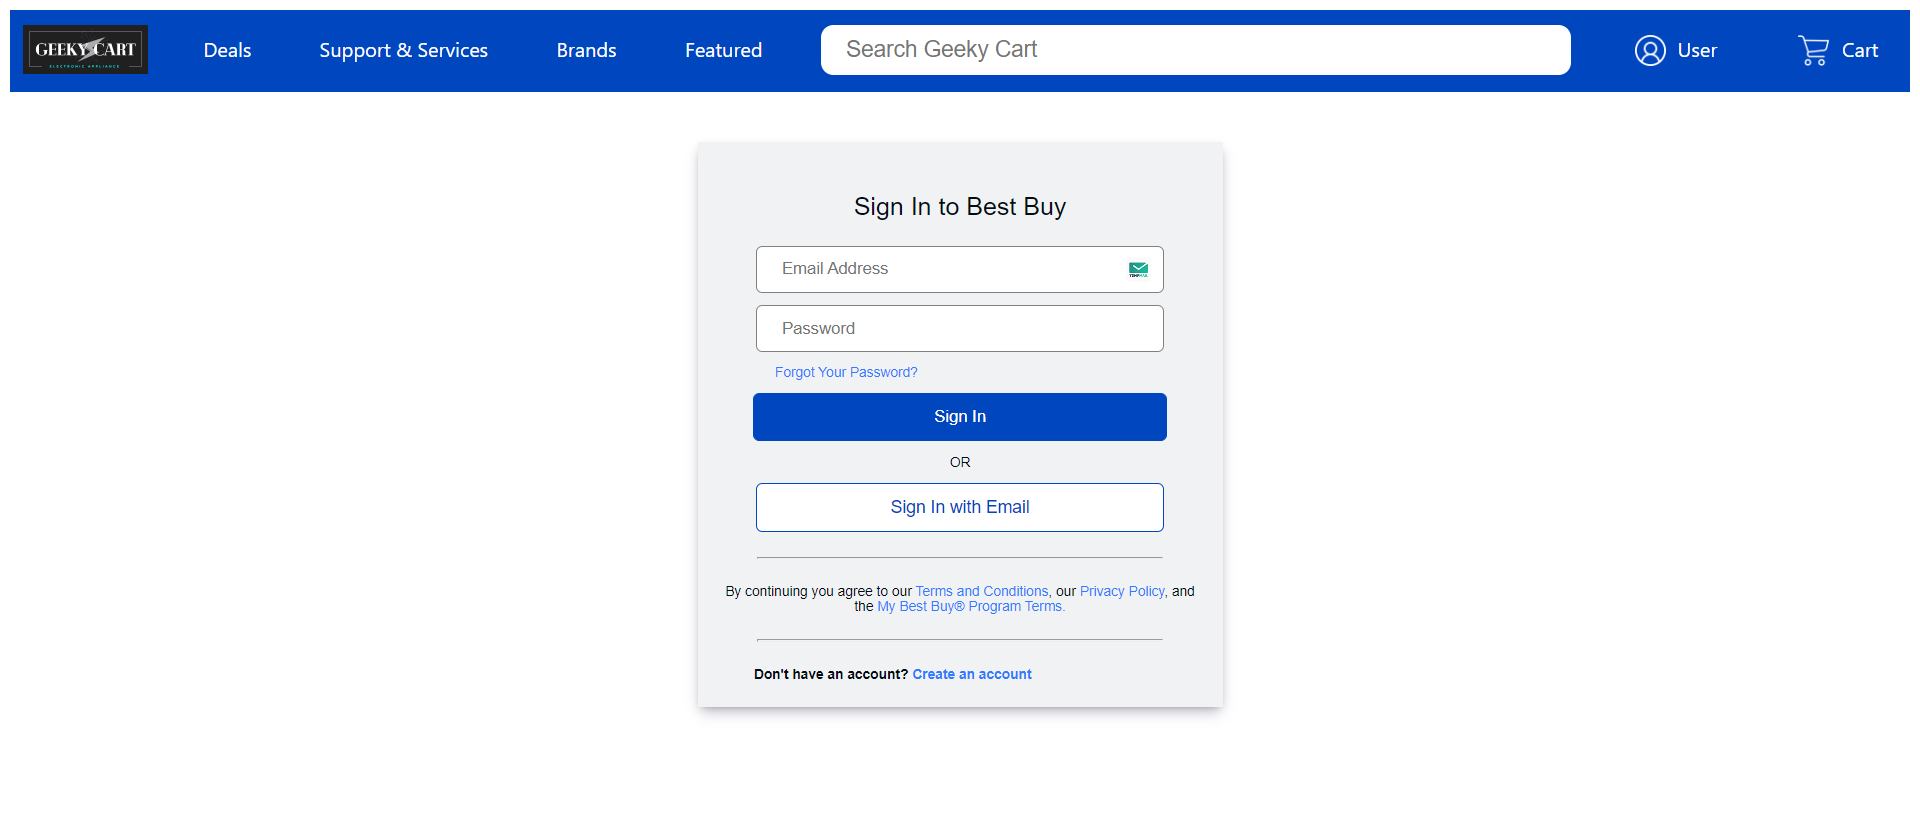 GEEKY CART
ELECTRONIC APPLIANCE
Deals
Support & Services
Brands
Featured
Search Geeky Cart
User
Cart
Sign In to Best Buy
Email Address
Password
Forgot Your Password?
Sign In
OR
Sign In with Email
By continuing you agree to our Terms and Conditions, our Privacy Policy, and
the My Best Buy® Program Terms.
Don't have an account? Create an account